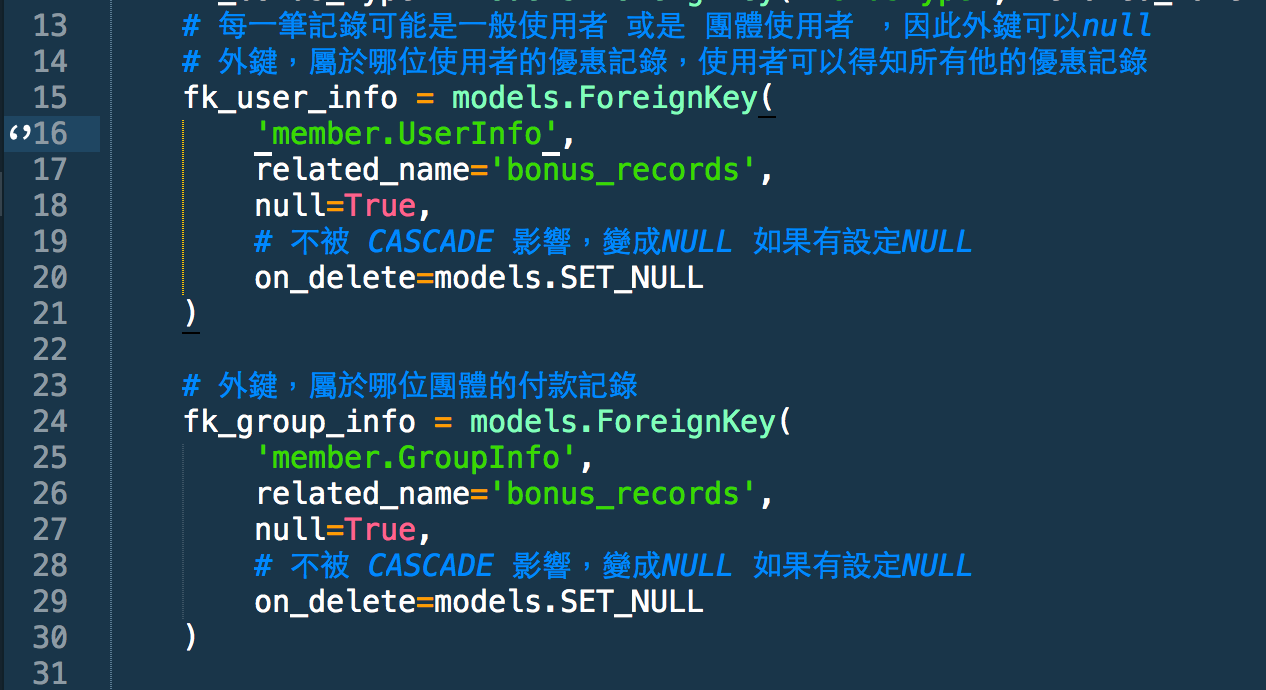 13 # 每一筆記錄可能是一般使用者 或是 團體使用者 ，因此外鍵可以null
14 # 外鍵，屬於哪位使用者的優惠記錄，使用者可以得知所有他的優惠記錄
15 fk_user_info = models.ForeignKey(
16 'member.UserInfo',
17 related_name='bonus_records',
18 null=True,
19 # 不被 CASCADE 影響，變成NULL 如果有設定NULL
20 on_delete=models.SET_NULL
21 )
22
23 # 外鍵，屬於哪位團體的付款記錄
24 fk_group_info = models.ForeignKey(
25 'member.GroupInfo',
26 related_name='bonus_records',
27 null=True,
28 # 不被 CASCADE 影響，變成NULL 如果有設定NULL
29 on_delete=models.SET_NULL
30 )
31